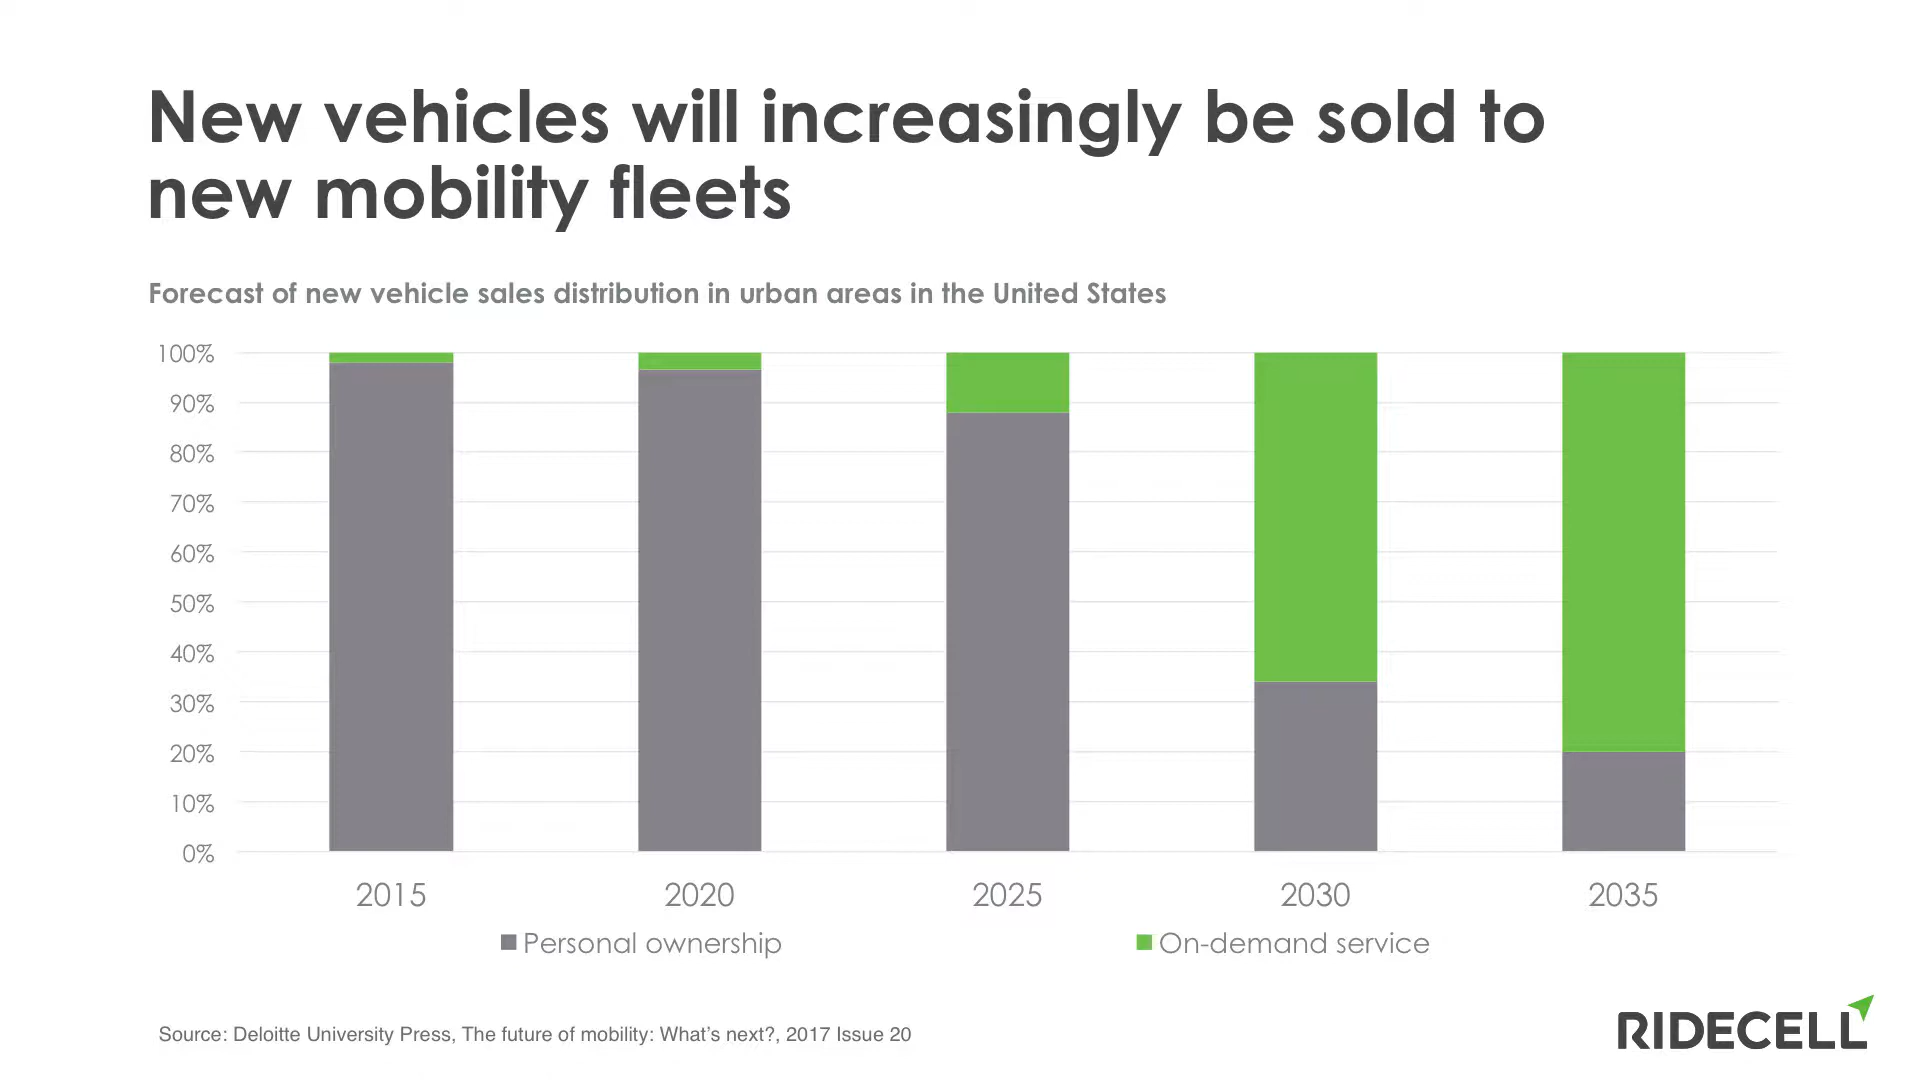 New vehicles will increasingly be sold to
new mobility fleets
Forecast of new vehicle sales distribution in urban areas in the United States
100%
90%
80%
70%
60%
50%
40%
30%
20%
10%
0%
2015 2020 2025 2030 2035
Personal ownership On-demand service
Source: Deloitte University Press, The future of mobility: What’s next?, 2017 Issue 20
RIDECELL